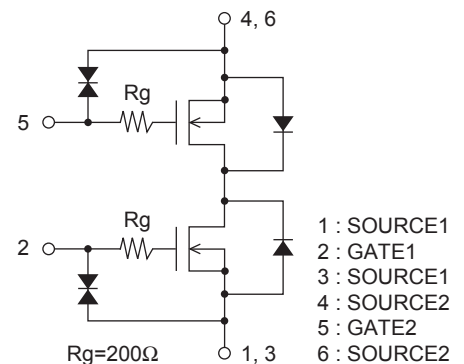 4, 6
Rg
5
Rg
2
Rg=200Ω
1, 3
1 : SOURCE1
2 : GATE1
3 : SOURCE1
4 : SOURCE2
5 : GATE2
6 : SOURCE2